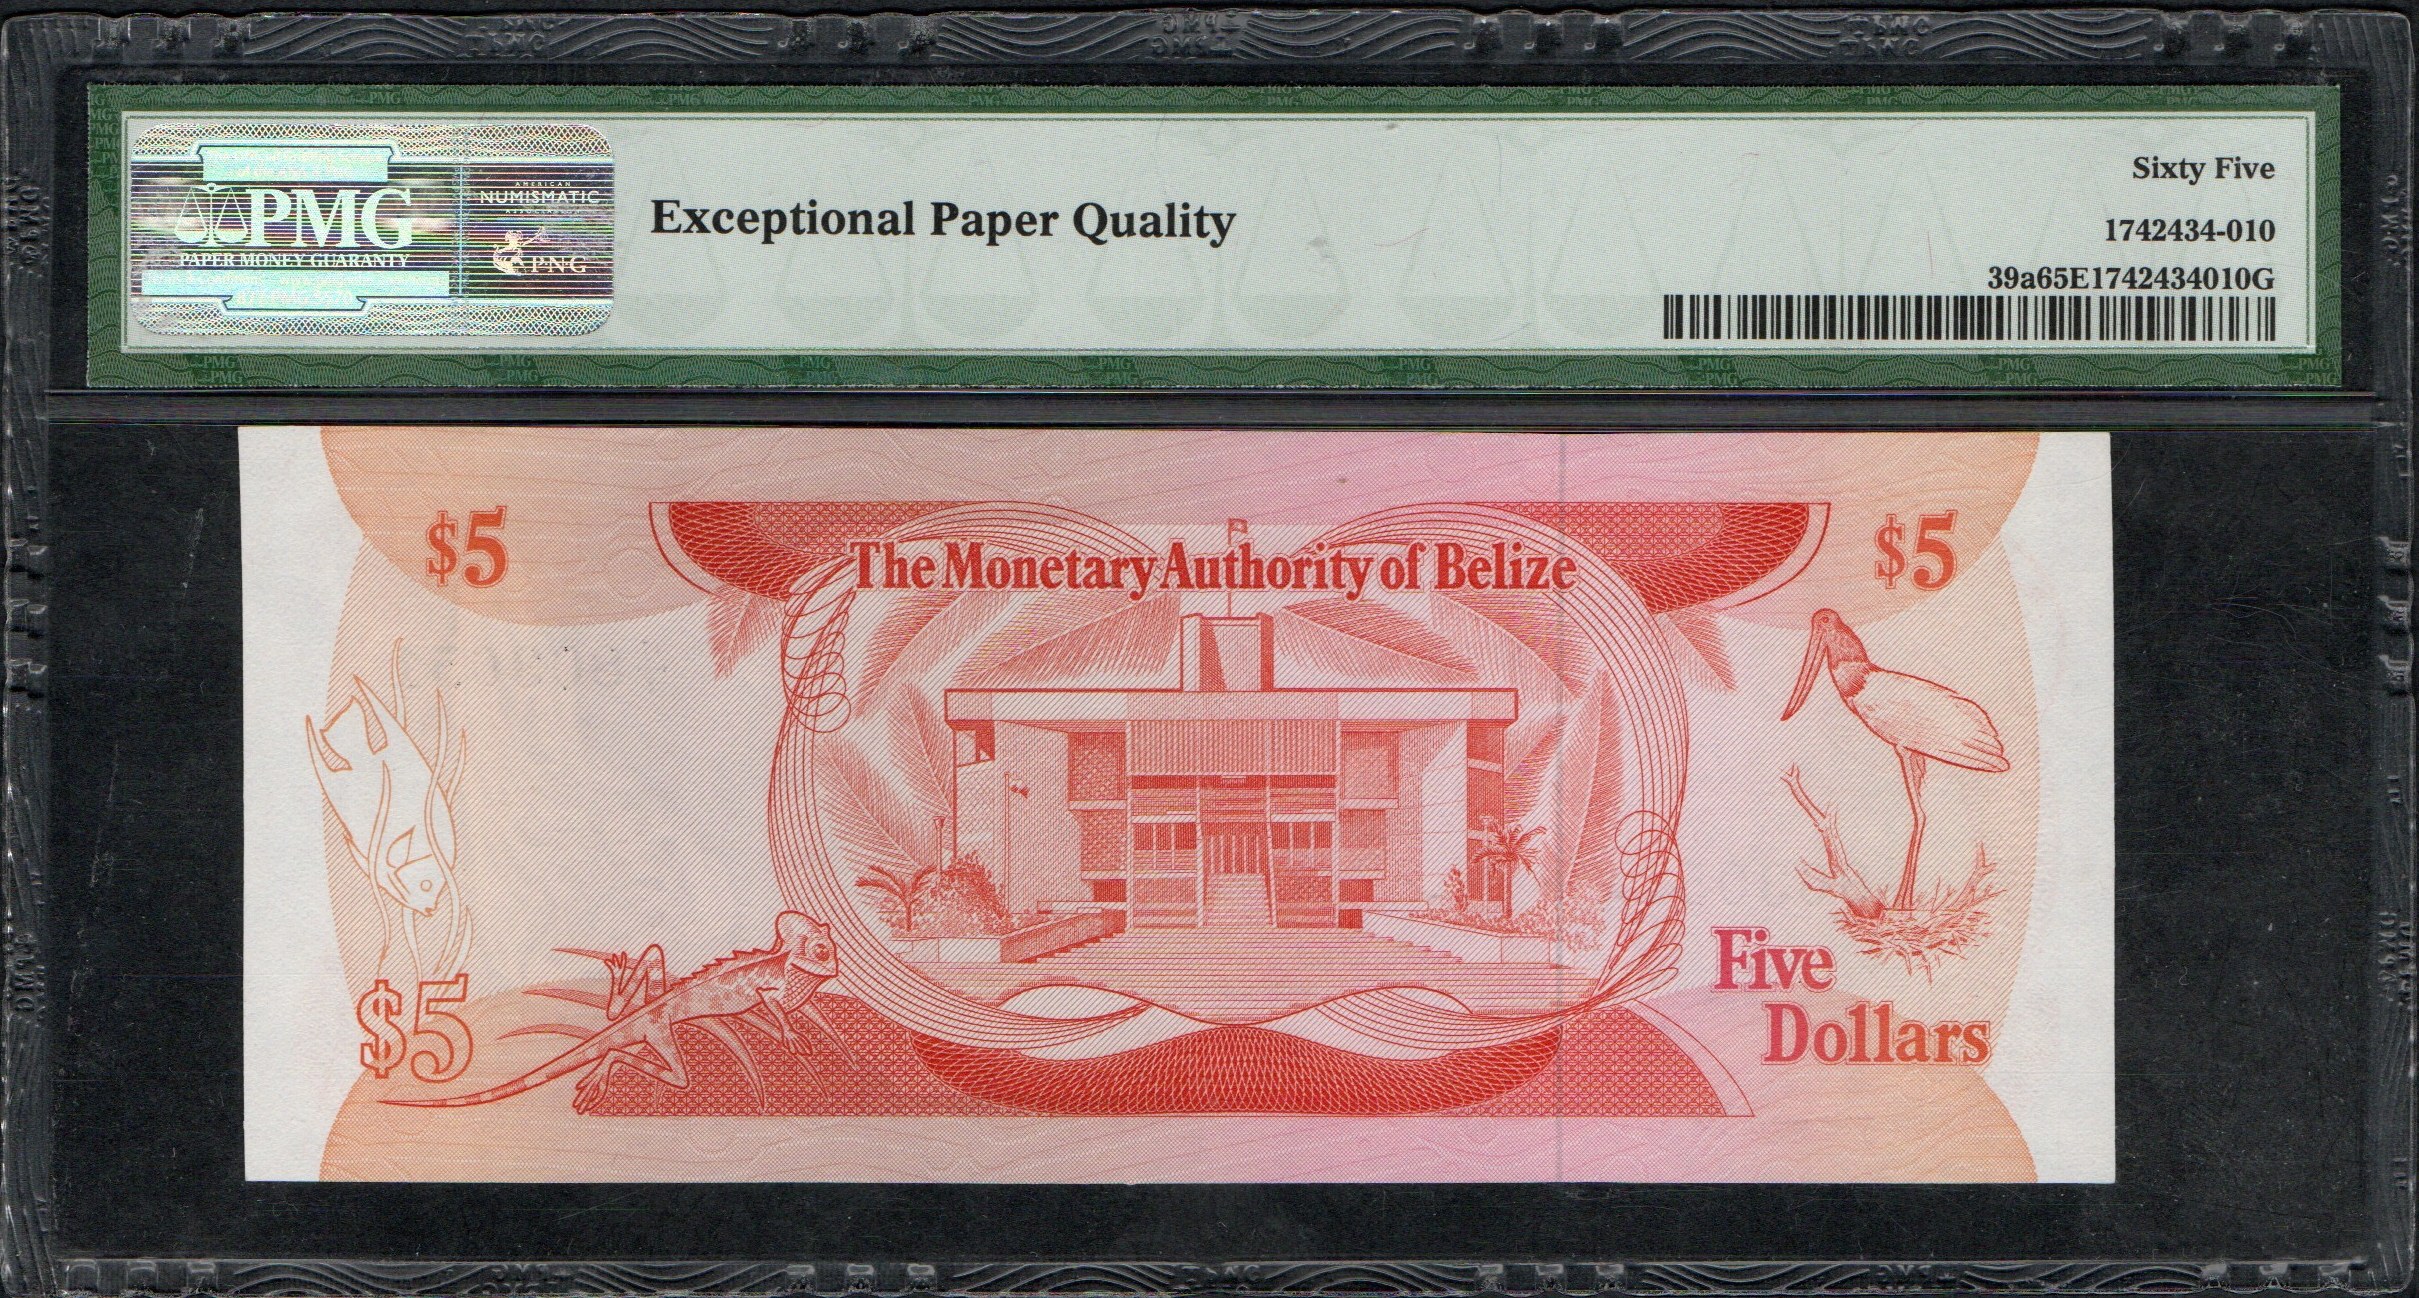 PMG
PAPER MONEY GUARANTY
AMERICAN
NUMISMATIC
PNG
Exceptional Paper Quality
Sixty Five
1742434-010
39a65E1742434010G
$5
The Monetary Authority of Belize
$5
$5
Five
Dollars